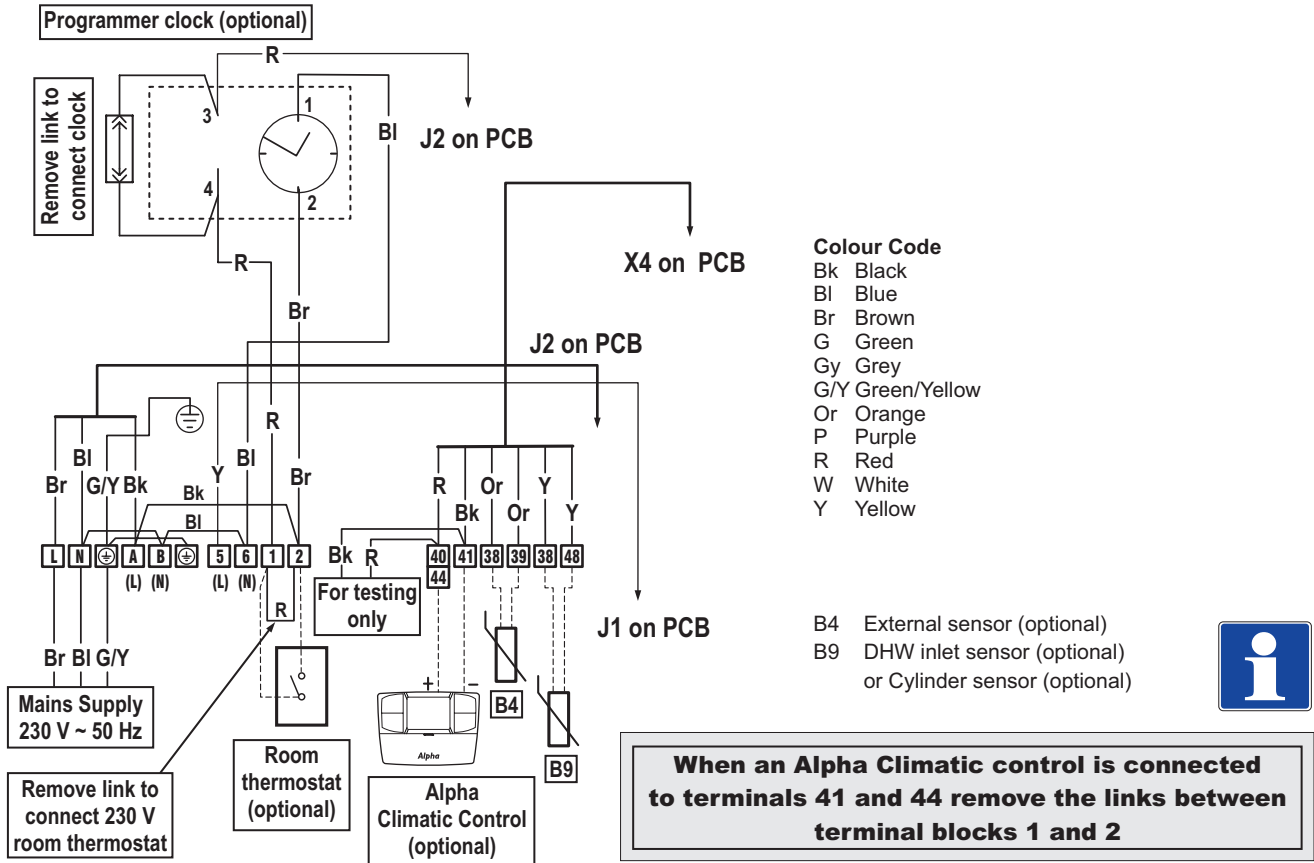 Programmer clock (optional)
R
Remove link to
connect clock
3
1
Bl
J2 on PCB
4
2
R
X4 on PCB
Br
J2 on PCB
R
Bl
Y
Bl
Br
G/Y
Bk
Br
Bk
Bl
R
Or
Y
Bk
Or
Y
L
N
A
B
5
6
1
2
Bk
R
40
41
38
39
38
48
(L)
(N)
(L)
(N)
44
For testing
only
R
J1 on PCB
Br
Bl
G/Y
Mains Supply
230 V ~ 50 Hz
+
–
B4
Alpha
B9
Remove link to
connect 230 V
room thermostat
Room
thermostat
(optional)
Alpha
Climatic Control
(optional)
Colour Code
Bk Black
Bl Blue
Br Brown
G Green
Gy Grey
G/Y Green/Yellow
Or Orange
P Purple
R Red
W White
Y Yellow
B4 External sensor (optional)
B9 DHW inlet sensor (optional)
or Cylinder sensor (optional)
i
When an Alpha Climatic control is connected
to terminals 41 and 44 remove the links between
terminal blocks 1 and 2